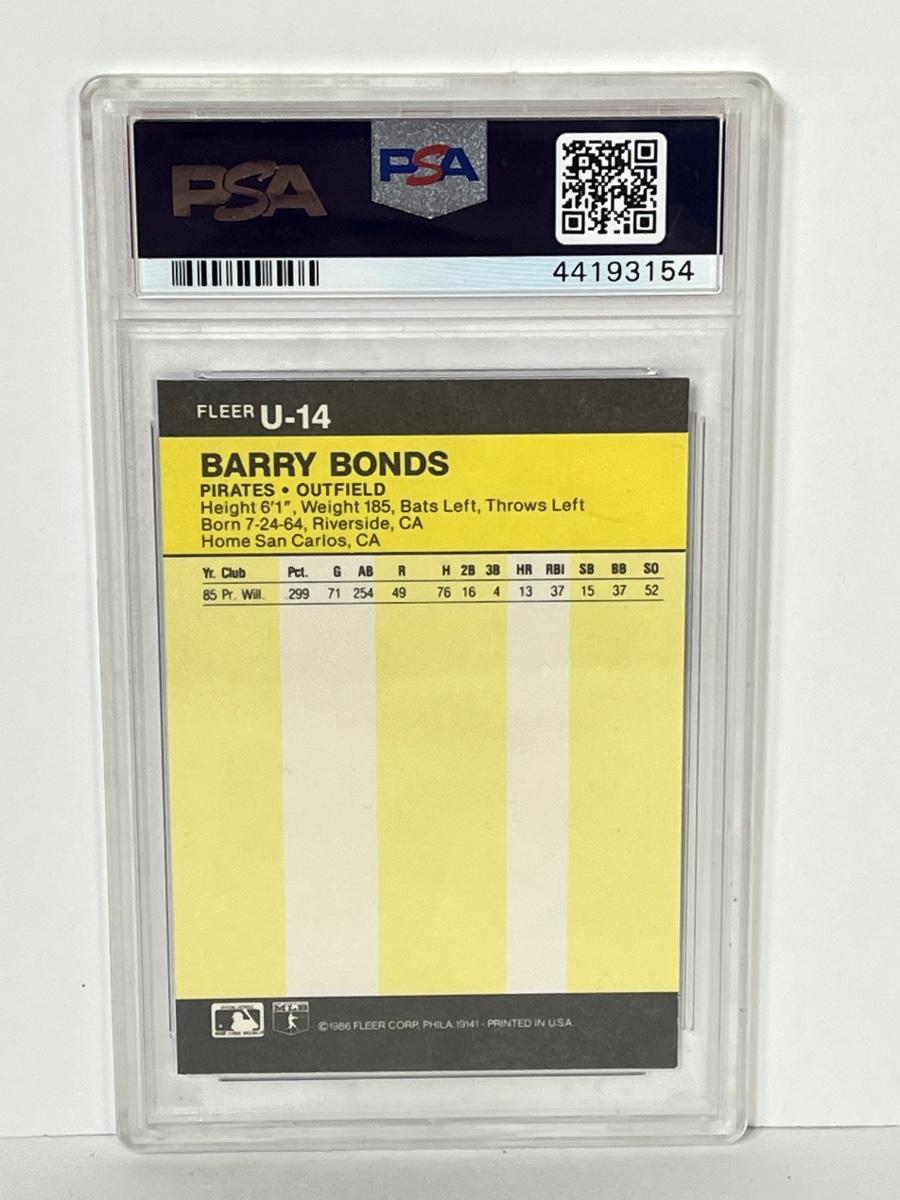 PSA PSA
44193154
FLEER U-14
BARRY BONDS
PIRATES • OUTFIELD
Height 6'1", Weight 185, Bats Left, Throws Left
Born 7-24-64, Riverside, CA
Home San Carlos, CA
Yr. Club Pct. G AB R H 2B 3B HR RBI SB BB SO
85 Pr. Will. .299 71 254 49 76 16 4 13 37 15 37 52
MLB
©1986 FLEER CORP. PHILA. 19141 - PRINTED IN U.S.A.